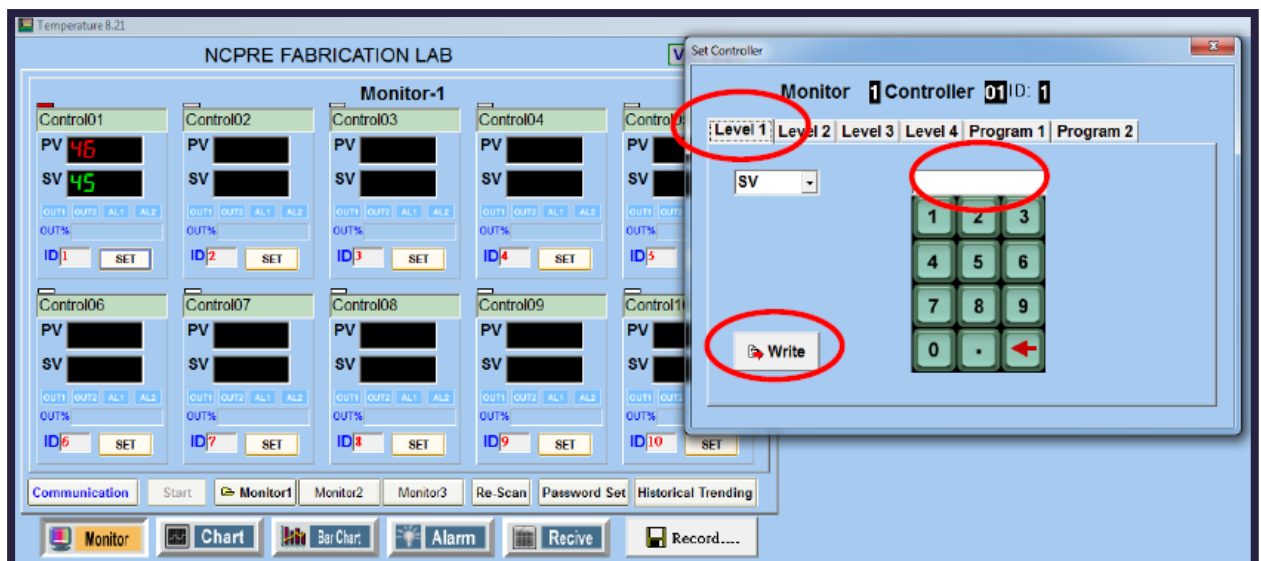 Temperature 8.21
NCPRE FABRICATION LAB
V
Monitor-1
Control01 Control02 Control03 Control04 Control05
PV 46 PV PV PV PV
SV 45 SV SV SV SV
OUT1 OUT2 AL1 AL2 OUT1 OUT2 AL1 AL2 OUT1 OUT2 AL1 AL2 OUT1 OUT2 AL1 AL2 OUT1
OUT% OUT% OUT% OUT% OUT%
ID 1 SET ID 2 SET ID 3 SET ID 4 SET ID 5
Control06 Control07 Control08 Control09 Control1
PV PV PV PV PV
SV SV SV SV SV
OUT1 OUT2 AL1 AL2 OUT1 OUT2 AL1 AL2 OUT1 OUT2 AL1 AL2 OUT1 OUT2 AL1 AL2 OUT1
OUT% OUT% OUT% OUT% OUT%
ID 6 SET ID 7 SET ID 8 SET ID 9 SET ID 10 SET
Communication Start Monitor1 Monitor2 Monitor3 Re-Scan Password Set Historical Trending
Monitor Chart Bar Chart Alarm Recive Record....
Set Controller
Monitor 1 Controller 01 ID: 1
Level 1 Level 2 Level 3 Level 4 Program 1 Program 2
SV
1 2 3
4 5 6
7 8 9
Write
0 .